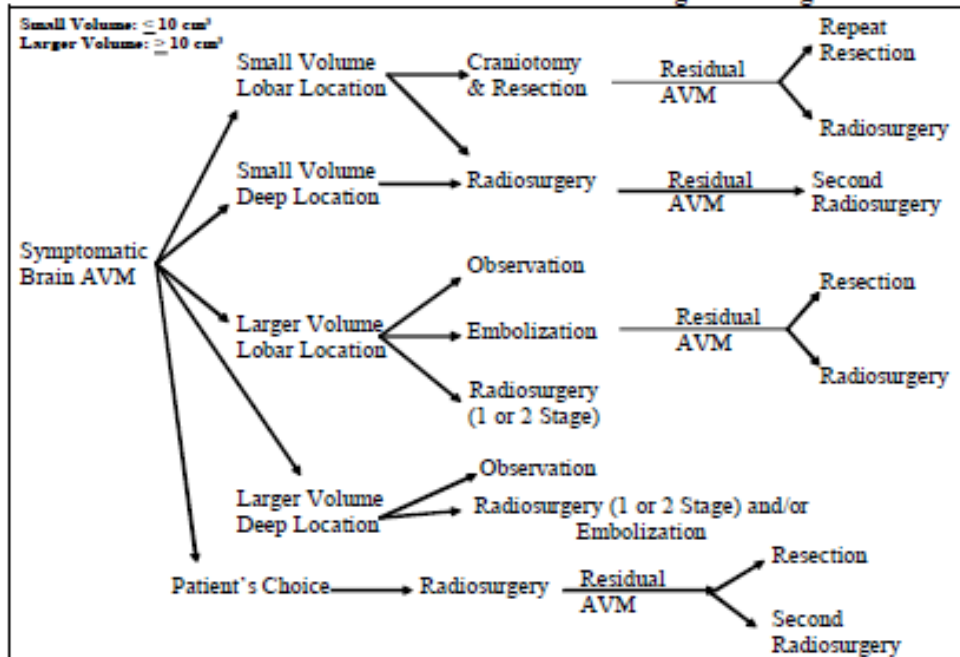 Small Volume: ≤ 10 cm³
Larger Volume: ≥ 10 cm³
Small Volume
Lobar Location
Craniotomy
& Resection
Residual
AVM
Repeat
Resection
Radiosurgery
Small Volume
Deep Location
Radiosurgery
Residual
AVM
Second
Radiosurgery
Symptomatic
Brain AVM
Larger Volume
Lobar Location
Observation
Embolization
Radiosurgery
(1 or 2 Stage)
Residual
AVM
Resection
Radiosurgery
Larger Volume
Deep Location
Observation
Radiosurgery (1 or 2 Stage) and/or
Embolization
Patient's Choice
Radiosurgery
Residual
AVM
Resection
Second
Radiosurgery